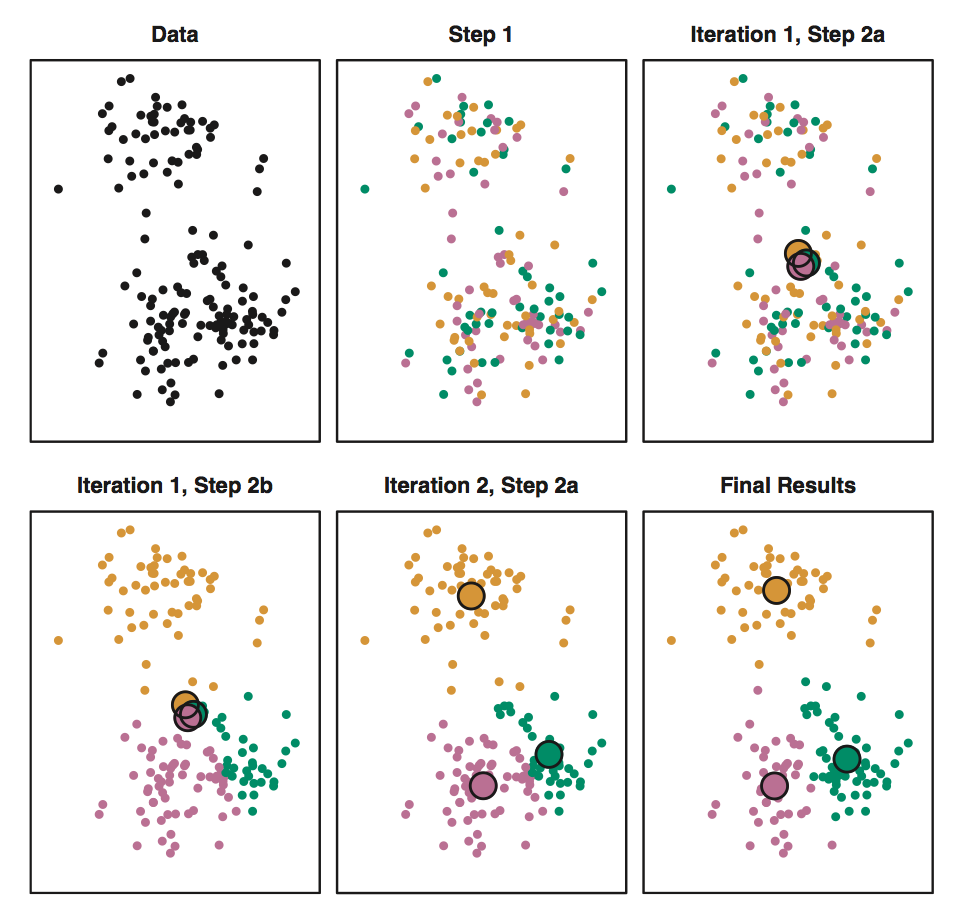 Data
Step 1
Iteration 1, Step 2a
Iteration 1, Step 2b
Iteration 2, Step 2a
Final Results